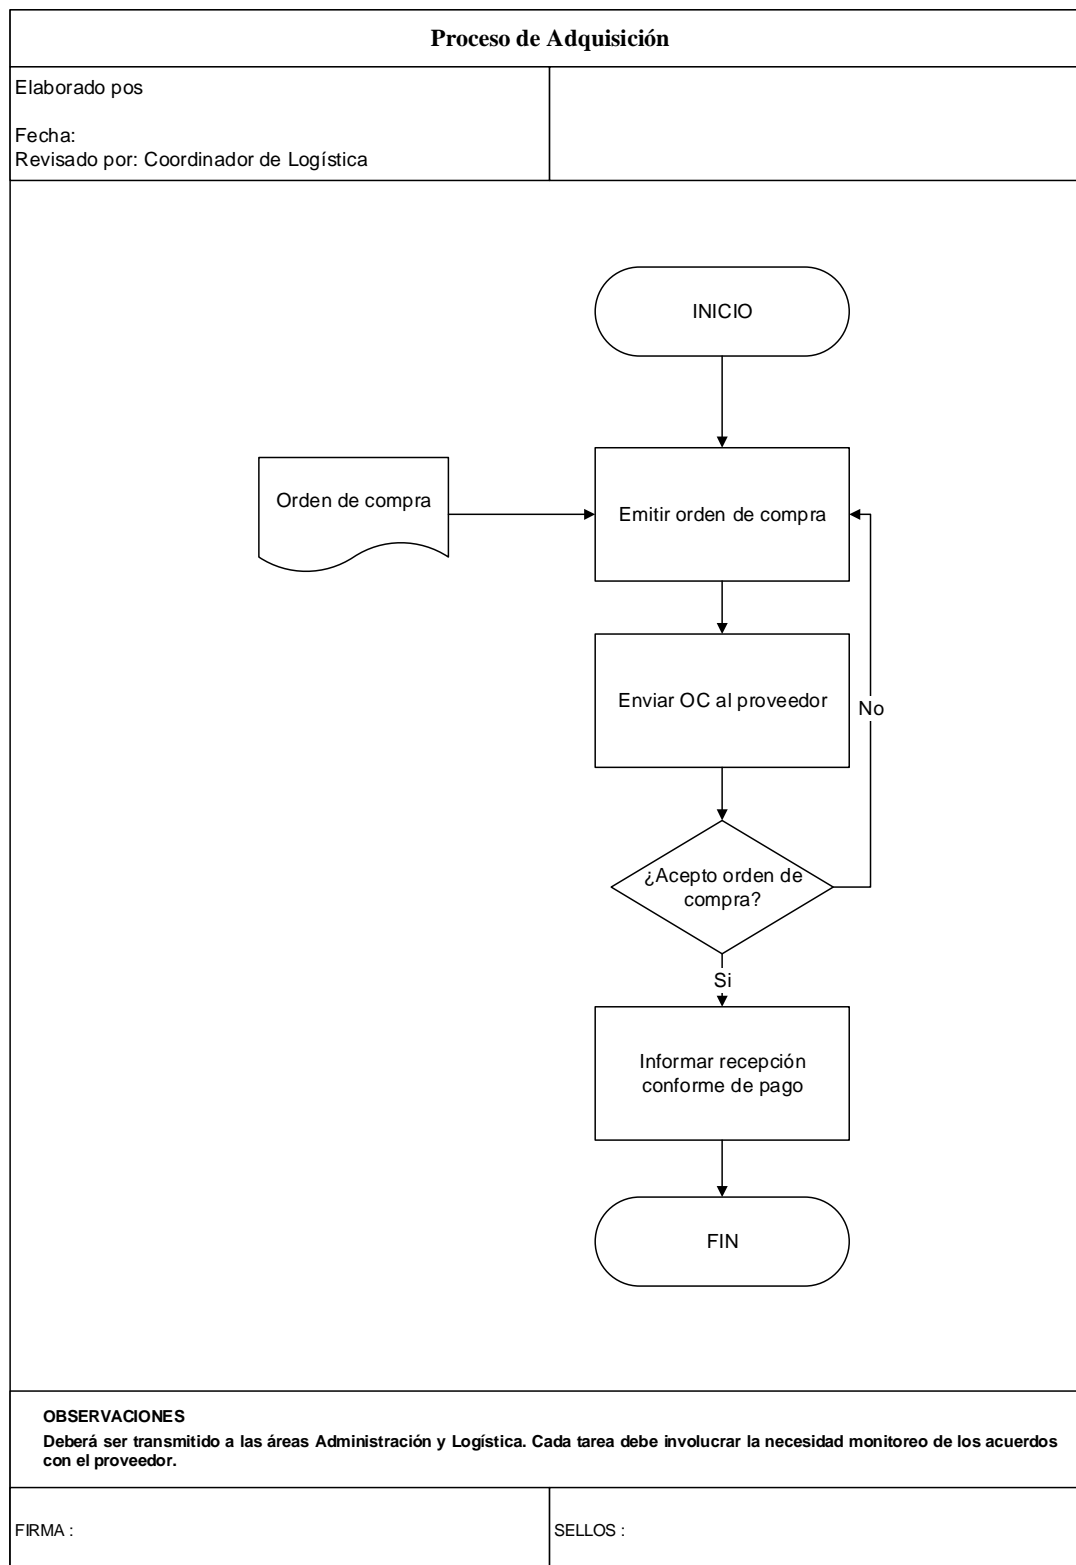 Proceso de Adquisición
Elaborado pos
Fecha:
Revisado por: Coordinador de Logística
INICIO
Orden de compra
Emitir orden de compra
Enviar OC al proveedor
No
¿Acepto orden de
compra?
Si
Informar recepción
conforme de pago
FIN
OBSERVACIONES
Deberá ser transmitido a las áreas Administración y Logística. Cada tarea debe involucrar la necesidad monitoreo de los acuerdos
con el proveedor.
FIRMA :
SELLOS :